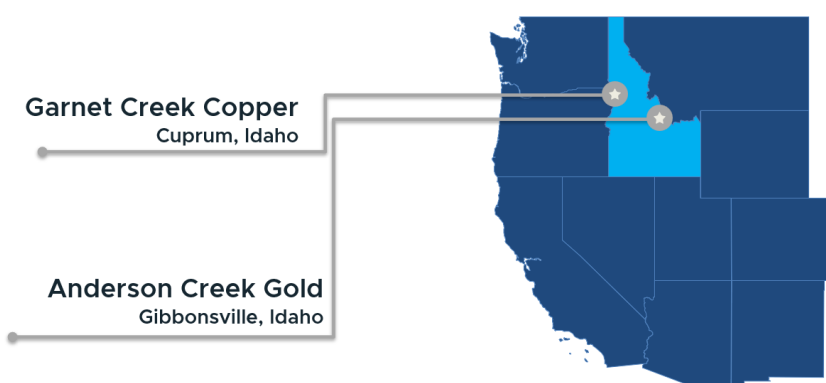 Garnet Creek Copper
Cuprum, Idaho
Anderson Creek Gold
Gibbonsville, Idaho